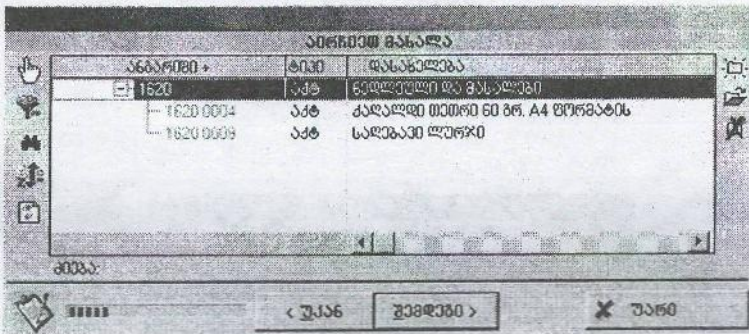 აირჩიეთ მასალა
ანგარიში ტიპი დასახელება
1620 აქტ ნედლეული და მასალები
1620 0004 აქტ ქაღალდი თეთრი 60 გრ. A4 ფორმატის
1620 0009 აქტ საღებავი ლურჯი
ძიება:
< უკან შემდეგი > უარი